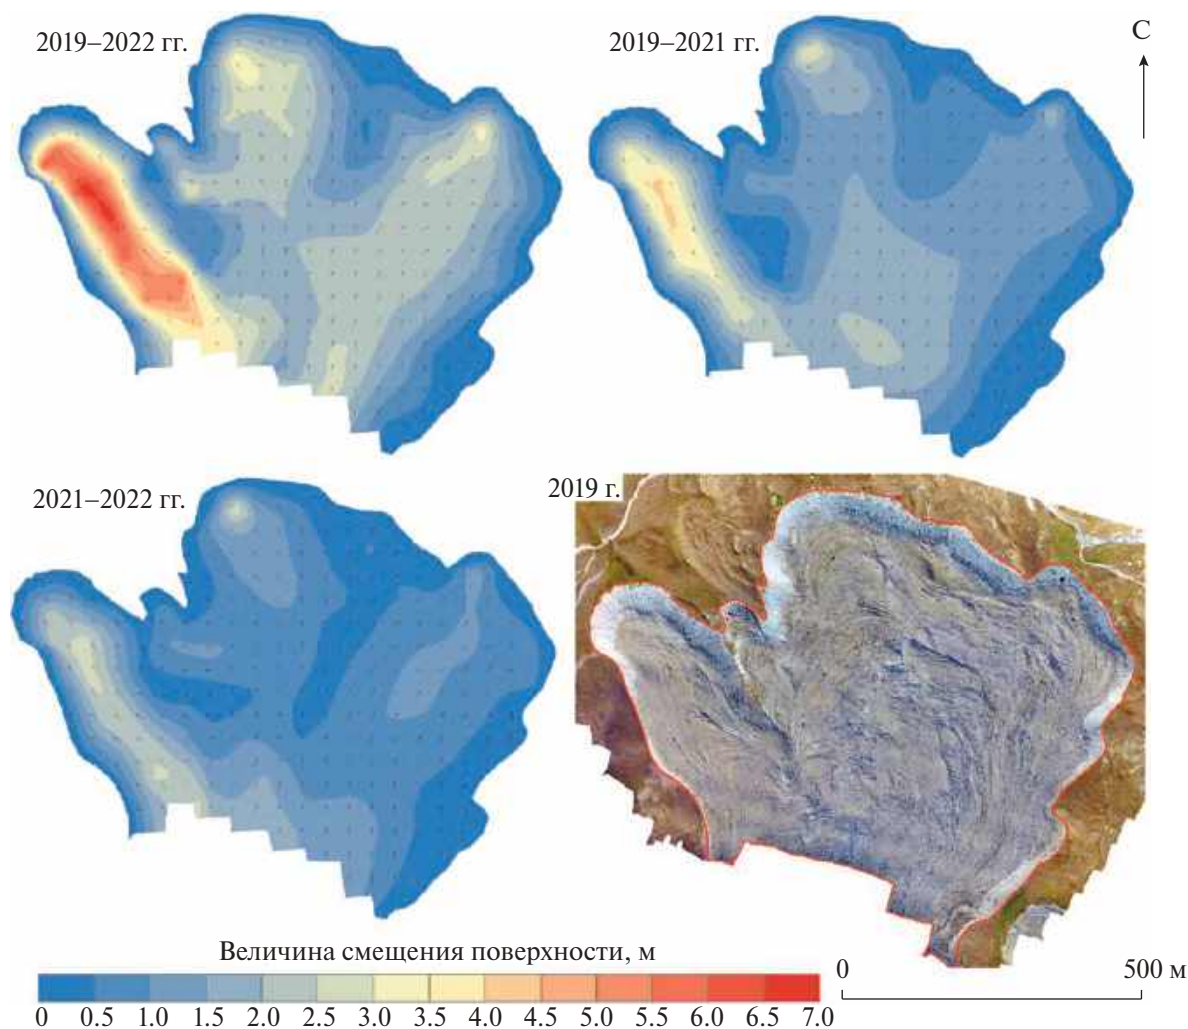 2019–2022 гг.
2019–2021 гг.
С
2021–2022 гг.
2019 г.
Величина смещения поверхности, м
0 0.5 1.0 1.5 2.0 2.5 3.0 3.5 4.0 4.5 5.0 5.5 6.0 6.5 7.0
0 500 м